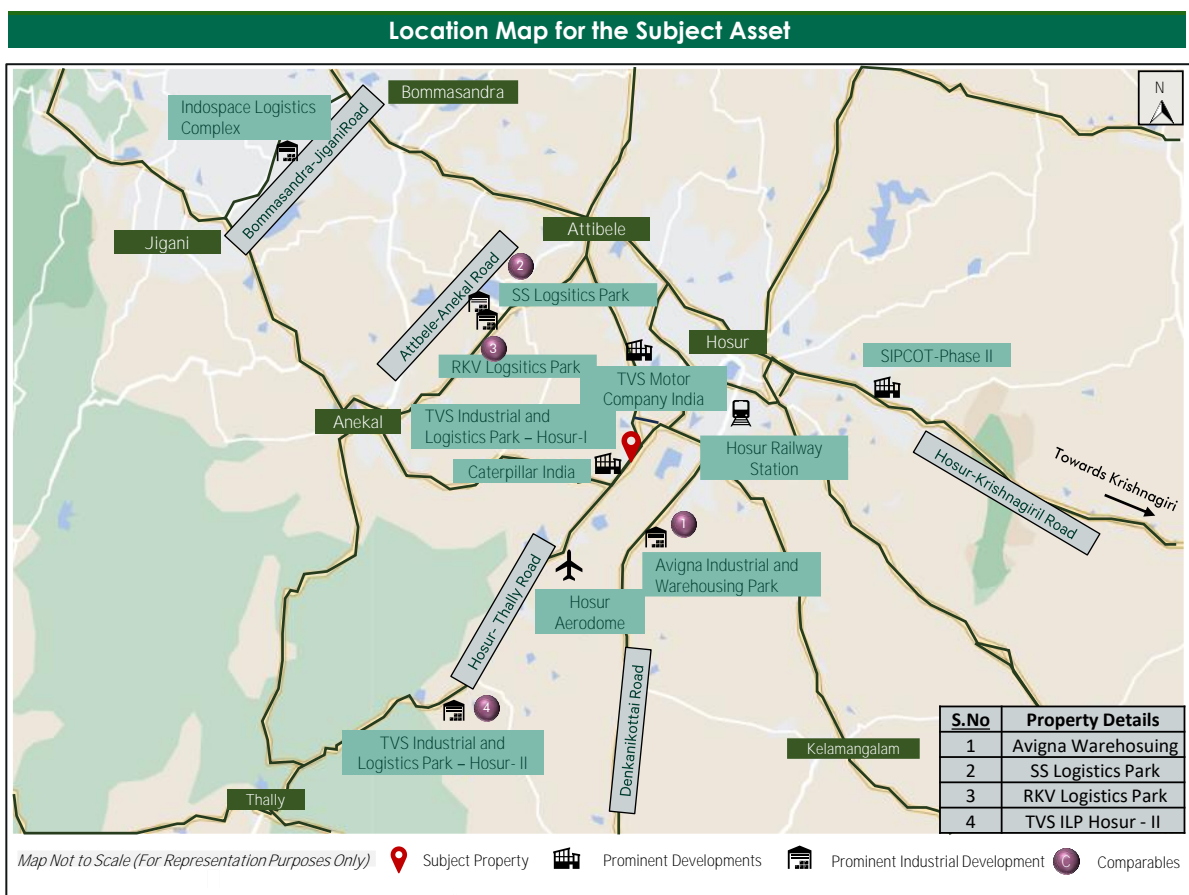 Location Map for the Subject Asset
N
Bommasandra
Indospace Logistics
Complex
Bommasandra-JiganiRoad
Jigani
Attibele
Attbele-Anekal Road
2
SS Logsitics Park
3
RKV Logsitics Park
Hosur
SIPCOT-Phase II
TVS Motor
Company India
Anekal
TVS Industrial and
Logistics Park – Hosur-I
Caterpillar India
Hosur Railway
Station
Hosur-Krishnagiril Road
Towards Krishnagiri
1
Avigna Industrial and
Warehousing Park
Hosur
Aerodome
Hosur- Thally Road
Denkanikottai Road
4
TVS Industrial and
Logistics Park – Hosur- II
Kelamangalam
Thally
S.No Property Details
1 Avigna Warehosuing
2 SS Logistics Park
3 RKV Logistics Park
4 TVS ILP Hosur - II
Map Not to Scale (For Representation Purposes Only)
Subject Property
Prominent Developments
Prominent Industrial Development
C
Comparables